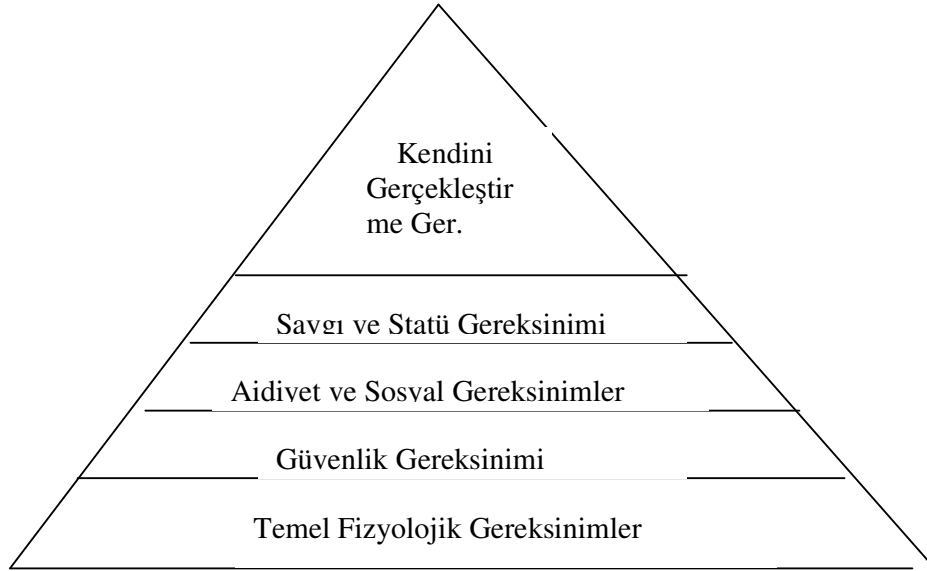 Kendini
Gerçekleştir
me Ger.
Saygı ve Statü Gereksinimi
Aidiyet ve Sosyal Gereksinimler
Güvenlik Gereksinimi
Temel Fizyolojik Gereksinimler